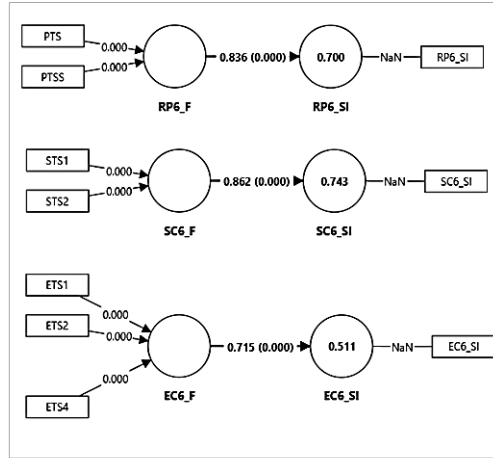 PTS
0.000
0.000
PTSS
0.836 (0.000)
0.700
NaN
RP6_SI
RP6_F
RP6_SI
STS1
0.000
0.000
STS2
0.862 (0.000)
0.743
NaN
SC6_SI
SC6_F
SC6_SI
ETS1
0.000
ETS2
0.000
0.000
ETS4
0.715 (0.000)
0.511
NaN
EC6_SI
EC6_F
EC6_SI